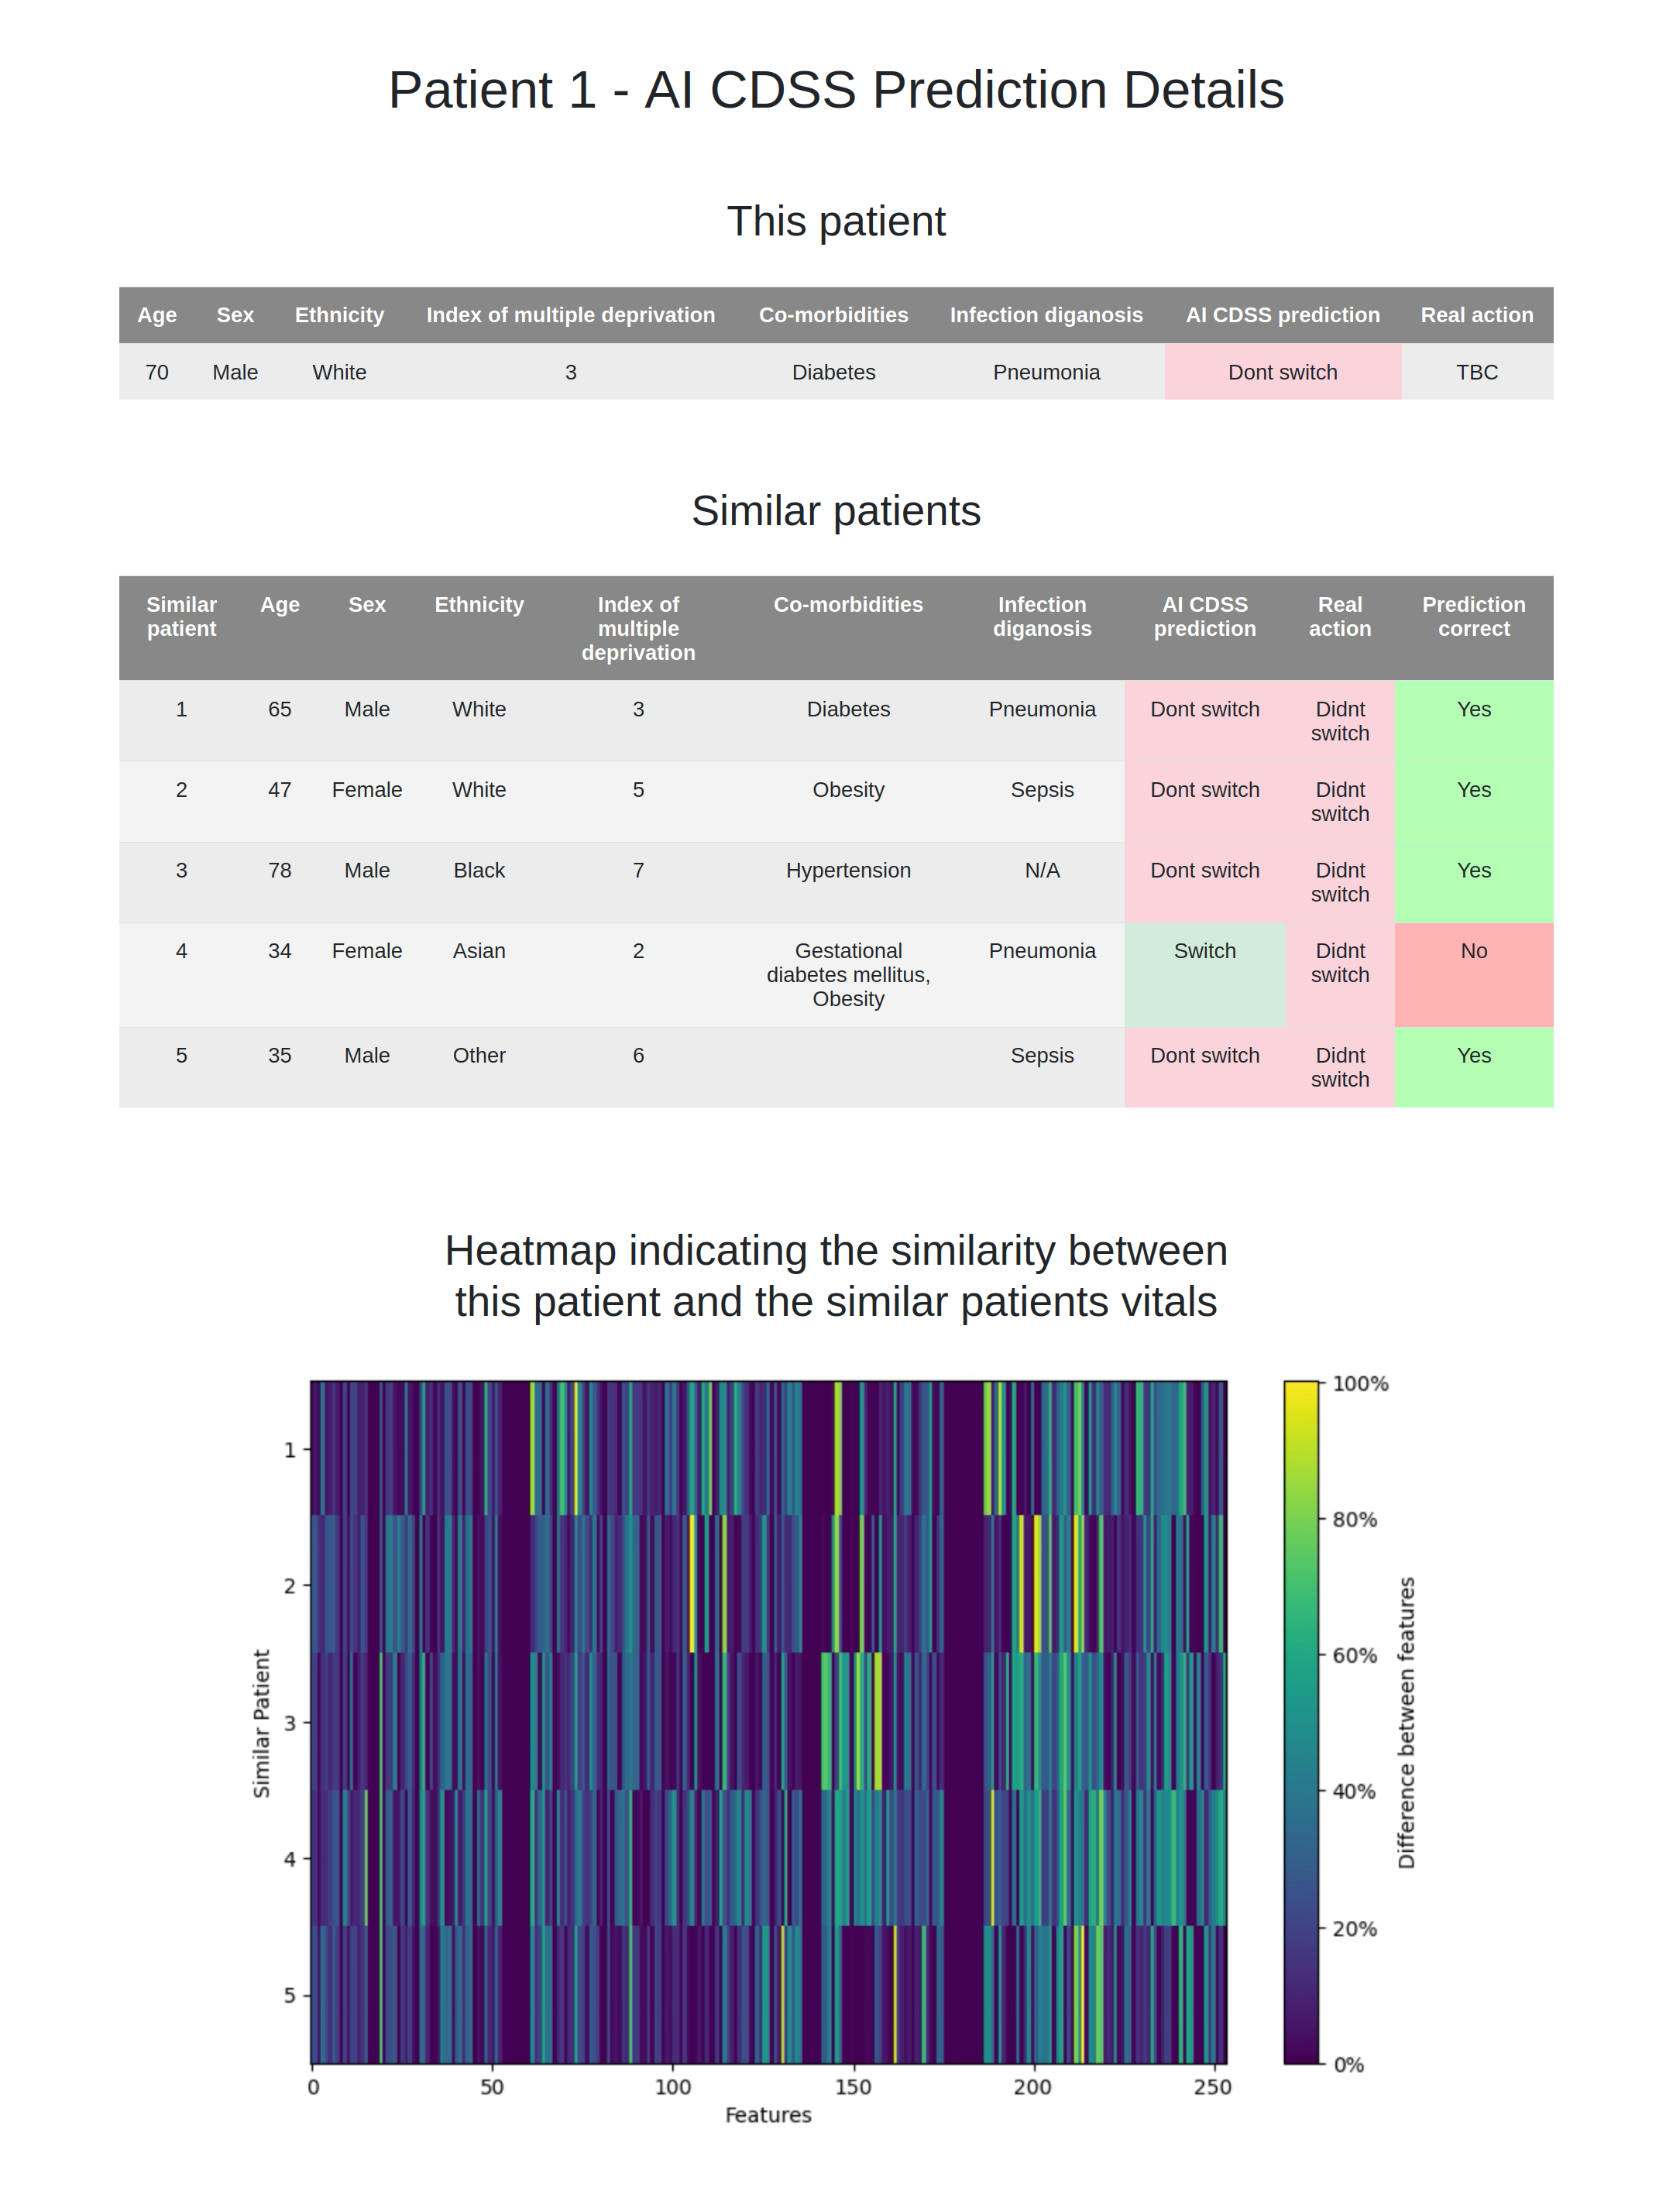 Patient 1 - AI CDSS Prediction Details
This patient
Age Sex Ethnicity Index of multiple deprivation Co-morbidities Infection diganosis AI CDSS prediction Real action
70 Male White 3 Diabetes Pneumonia Dont switch TBC
Similar patients
Similar patient Age Sex Ethnicity Index of multiple deprivation Co-morbidities Infection diganosis AI CDSS prediction Real action Prediction correct
1 65 Male White 3 Diabetes Pneumonia Dont switch Didnt switch Yes
2 47 Female White 5 Obesity Sepsis Dont switch Didnt switch Yes
3 78 Male Black 7 Hypertension N/A Dont switch Didnt switch Yes
4 34 Female Asian 2 Gestational diabetes mellitus, Obesity Pneumonia Switch Didnt switch No
5 35 Male Other 6 Sepsis Dont switch Didnt switch Yes
Heatmap indicating the similarity between
this patient and the similar patients vitals
Similar Patient
1
2
3
4
5
0 50 100 150 200 250
Features
100%
80%
60%
40%
20%
0%
Difference between features